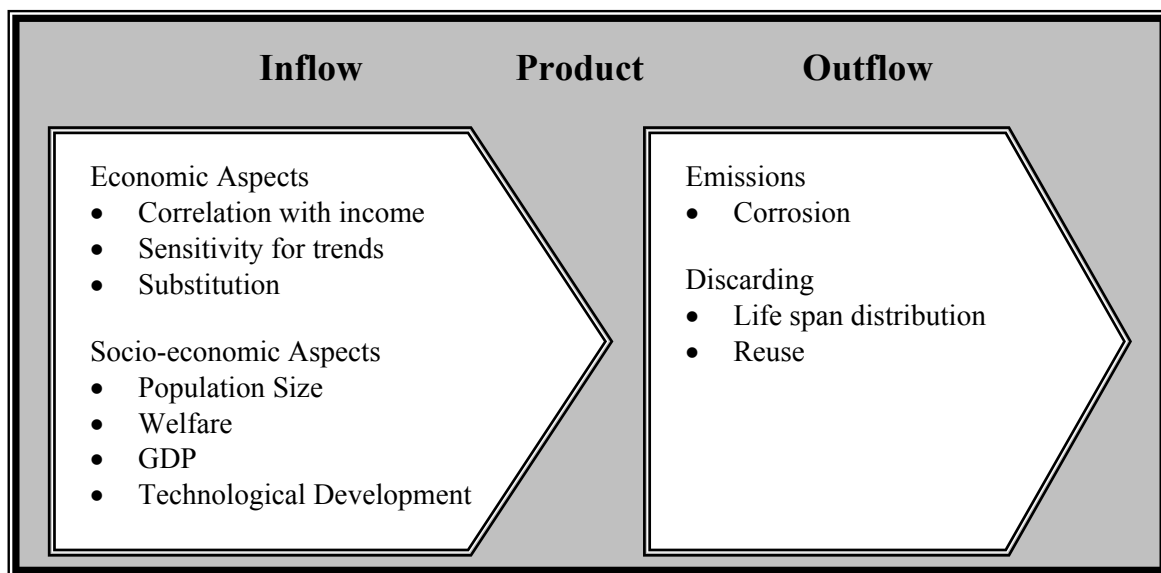 Inflow Product Outflow
Economic Aspects
• Correlation with income
• Sensitivity for trends
• Substitution
Socio-economic Aspects
• Population Size
• Welfare
• GDP
• Technological Development
Emissions
• Corrosion
Discarding
• Life span distribution
• Reuse